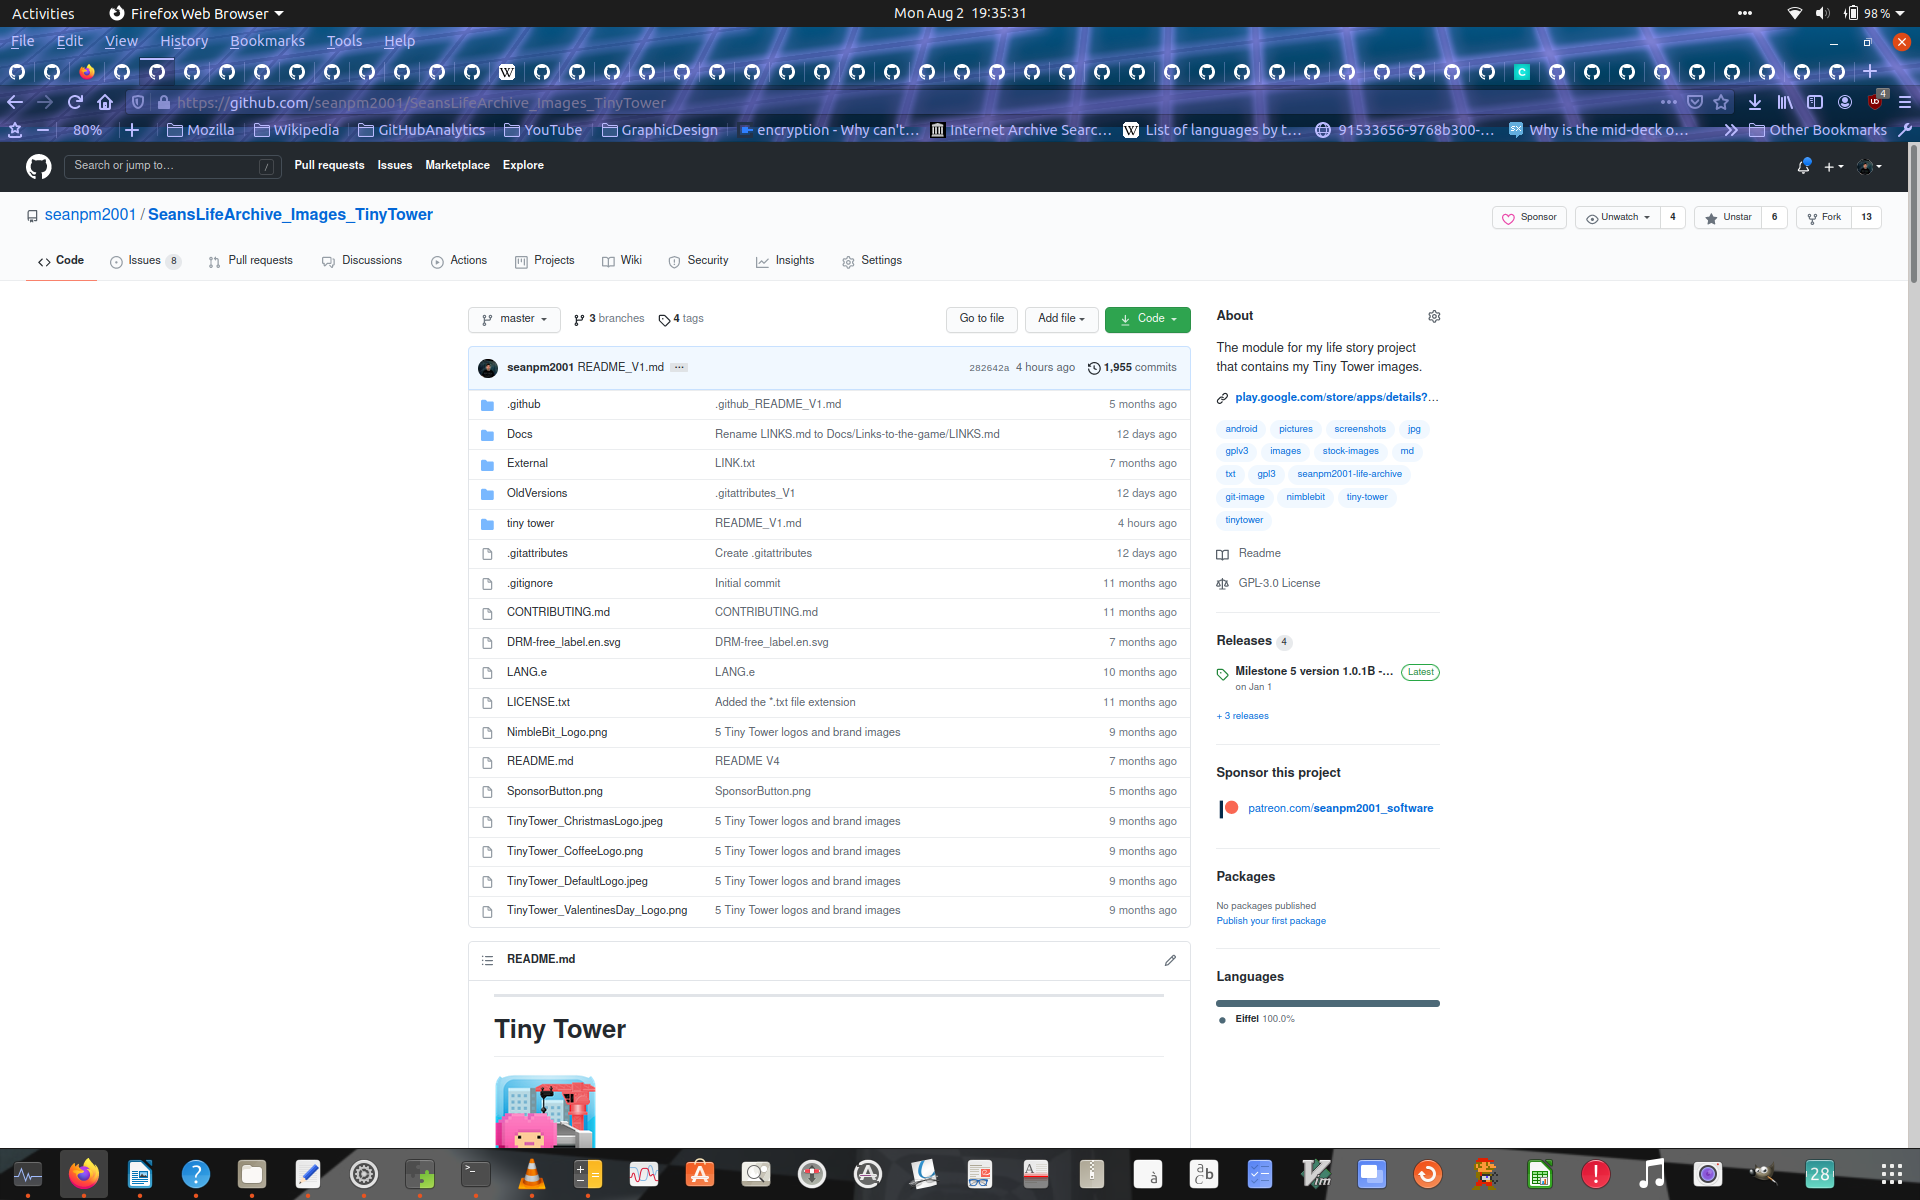 Activities Firefox Web Browser Mon Aug 2 19:35:31 98 %
File Edit View History Bookmarks Tools Help
https://github.com/seanpm2001/SeansLifeArchive_Images_TinyTower 4
80% Mozilla Wikipedia GitHubAnalytics YouTube GraphicDesign encryption - Why can't... Internet Archive Searc... List of languages by t... 91533656-9768b300-... Why is the mid-deck o... Other Bookmarks
Search or jump to... / Pull requests Issues Marketplace Explore
seanpm2001 / SeansLifeArchive_Images_TinyTower Sponsor Unwatch 4 Unstar 6 Fork 13
Code Issues 8 Pull requests Discussions Actions Projects Wiki Security Insights Settings
master 3 branches 4 tags Go to file Add file Code
seanpm2001 README_V1.md ... 282642a 4 hours ago 1,955 commits
.github .github_README_V1.md 5 months ago
Docs Rename LINKS.md to Docs/Links-to-the-game/LINKS.md 12 days ago
External LINK.txt 7 months ago
OldVersions .gitattributes_V1 12 days ago
tiny tower README_V1.md 4 hours ago
.gitattributes Create .gitattributes 12 days ago
.gitignore Initial commit 11 months ago
CONTRIBUTING.md CONTRIBUTING.md 11 months ago
DRM-free_label.en.svg DRM-free_label.en.svg 7 months ago
LANG.e LANG.e 10 months ago
LICENSE.txt Added the *.txt file extension 11 months ago
NimbleBit_Logo.png 5 Tiny Tower logos and brand images 9 months ago
README.md README V4 7 months ago
SponsorButton.png SponsorButton.png 5 months ago
TinyTower_ChristmasLogo.jpeg 5 Tiny Tower logos and brand images 9 months ago
TinyTower_CoffeeLogo.png 5 Tiny Tower logos and brand images 9 months ago
TinyTower_DefaultLogo.jpeg 5 Tiny Tower logos and brand images 9 months ago
TinyTower_ValentinesDay_Logo.png 5 Tiny Tower logos and brand images 9 months ago
README.md
Tiny Tower
About
The module for my life story project
that contains my Tiny Tower images.
play.google.com/store/apps/details?...
android pictures screenshots jpg
gplv3 images stock-images md
txt gpl3 seanpm2001-life-archive
git-image nimblebit tiny-tower
tinytower
Readme
GPL-3.0 License
Releases 4
Milestone 5 version 1.0.1B -... Latest
on Jan 1
+ 3 releases
Sponsor this project
patreon.com/seanpm2001_software
Packages
No packages published
Publish your first package
Languages
Eiffel 100.0%
28